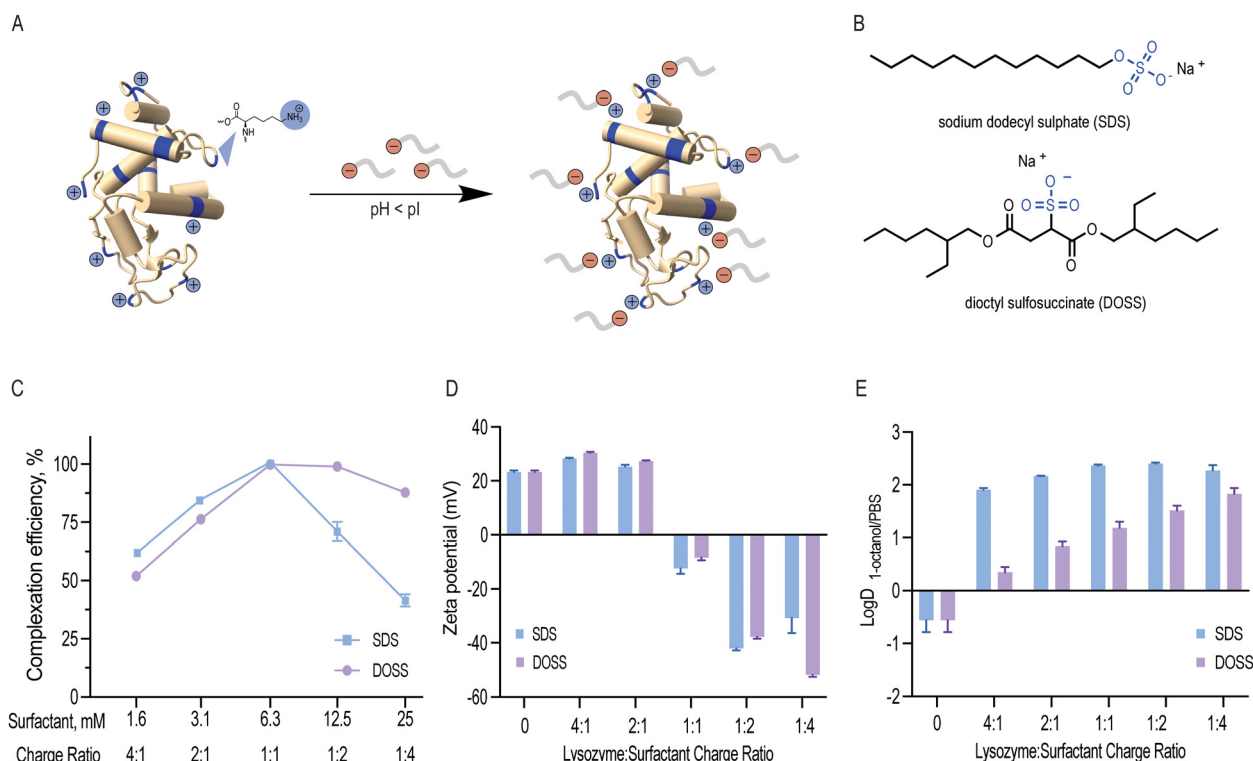 A
O
O
NH
NH₃
+
pH < pI
B
O
O
S
O
O-
Na +
sodium dodecyl sulphate (SDS)
Na +
O −
O=S=O
O
O
O
O
dioctyl sulfosuccinate (DOSS)
C
Complexation efficiency, %
100
75
50
25
0
SDS
DOSS
Surfactant, mM 1.6 3.1 6.3 12.5 25
Charge Ratio 4:1 2:1 1:1 1:2 1:4
D
Zeta potential (mV)
40
20
0
-20
-40
-60
SDS
DOSS
0 4:1 2:1 1:1 1:2 1:4
Lysozyme:Surfactant Charge Ratio
E
LogD 1-octanol/PBS
3
2
1
0
-1
-2
SDS
DOSS
0 4:1 2:1 1:1 1:2 1:4
Lysozyme:Surfactant Charge Ratio